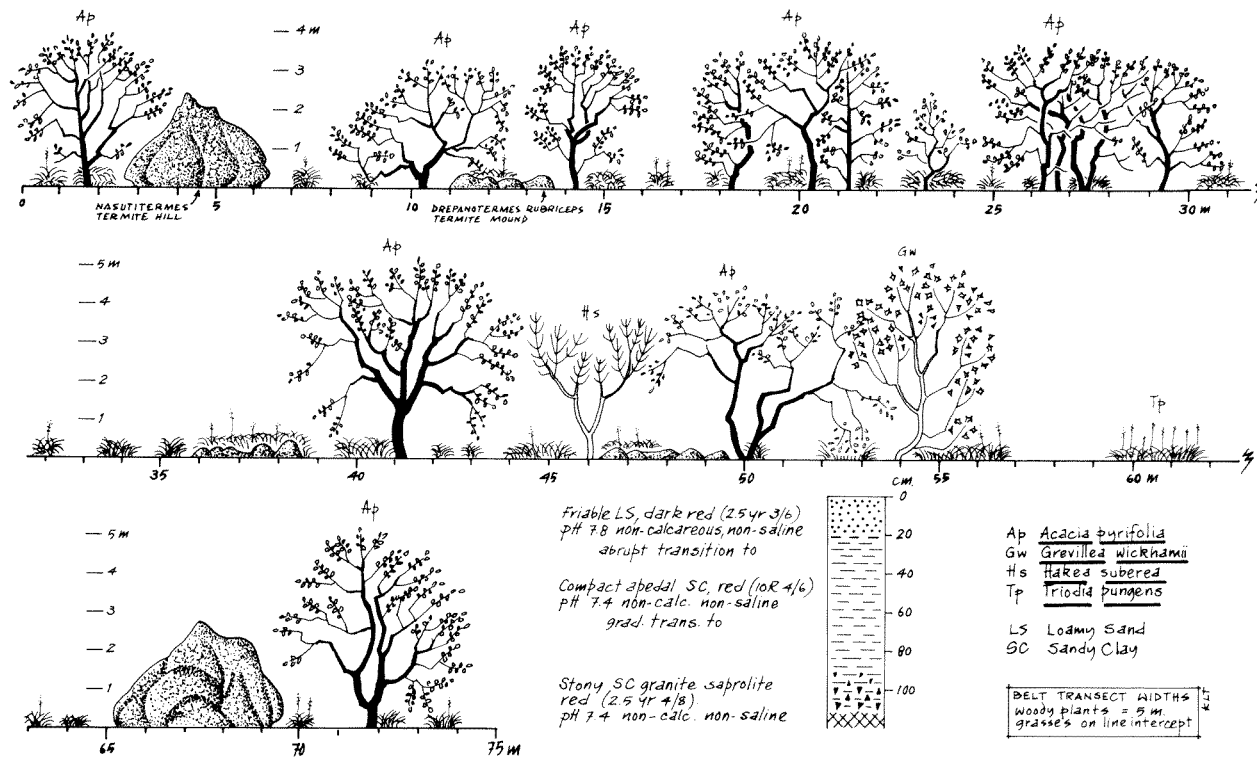 Ap
Ap
Ap
Ap
Ap
4 m
3
2
1
0
5
10
15
20
25
30 m
NASUTITERMES
TERMITE HILL
DREPANOTERMES RUBRICEPS
TERMITE MOUND
Ap
Hs
Ap
Gw
Tp
5 m
4
3
2
1
35
40
45
50
55
60 m
Ap
5 m
4
3
2
1
65
70
75 m
Friable LS, dark red (2.5 yr 3/6)
pH 7.8 non-calcareous, non-saline
abrupt transition to
Compact apedal SC, red (10R 4/6)
pH 7.4 non-calc. non-saline
grad. trans. to
Stony SC granite saprolite
red (2.5 yr 4/8)
pH 7.4 non-calc. non-saline
cm.
0
20
40
60
80
100
Ap Acacia pyrifolia
Gw Grevillea wickhamii
Hs Hakea suberea
Tp Triodia pungens
LS Loamy Sand
SC Sandy Clay
BELT TRANSECT WIDTHS
woody plants = 5 m.
grasses on line intercept